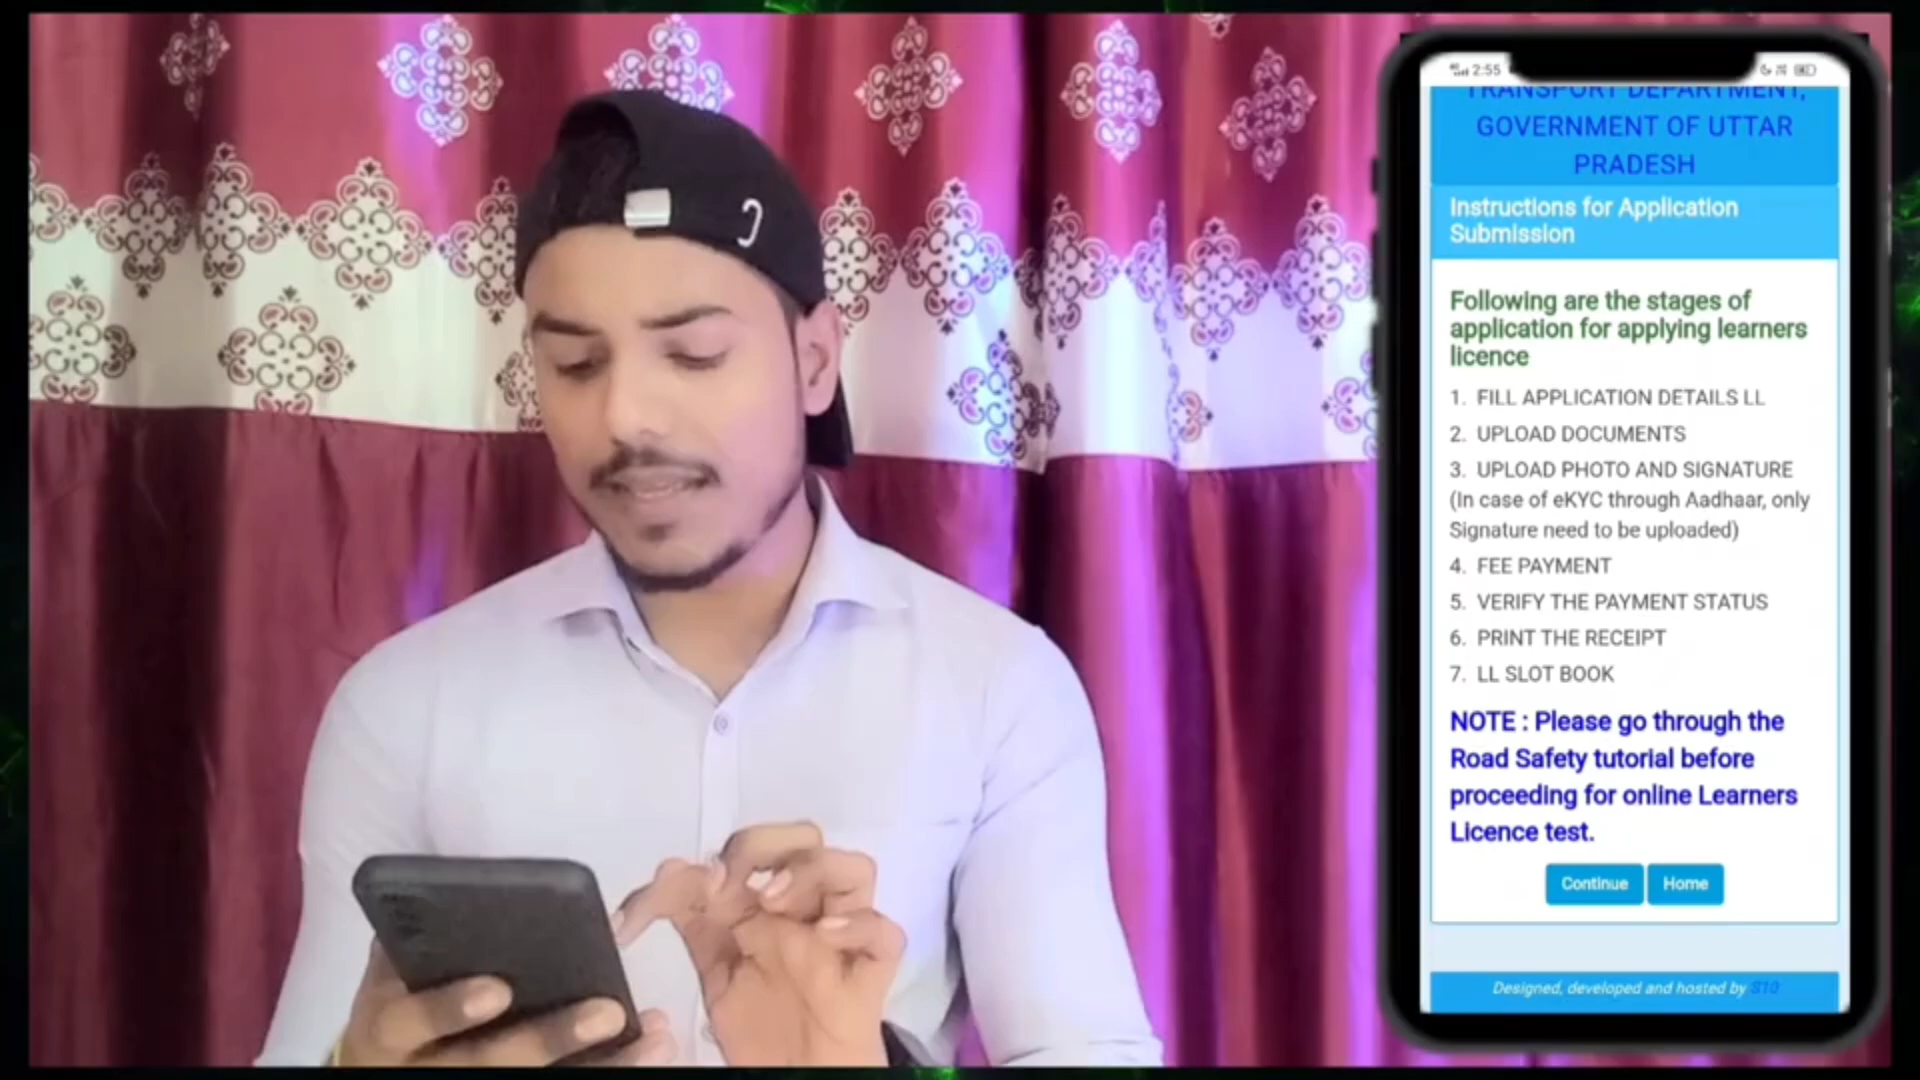 2:55
TRANSPORT DEPARTMENT,
GOVERNMENT OF UTTAR
PRADESH
Instructions for Application
Submission
Following are the stages of
application for applying learners
licence
1. FILL APPLICATION DETAILS LL
2. UPLOAD DOCUMENTS
3. UPLOAD PHOTO AND SIGNATURE
(In case of eKYC through Aadhaar, only
Signature need to be uploaded)
4. FEE PAYMENT
5. VERIFY THE PAYMENT STATUS
6. PRINT THE RECEIPT
7. LL SLOT BOOK
NOTE : Please go through the
Road Safety tutorial before
proceeding for online Learners
Licence test.
Continue Home
Designed, developed and hosted by